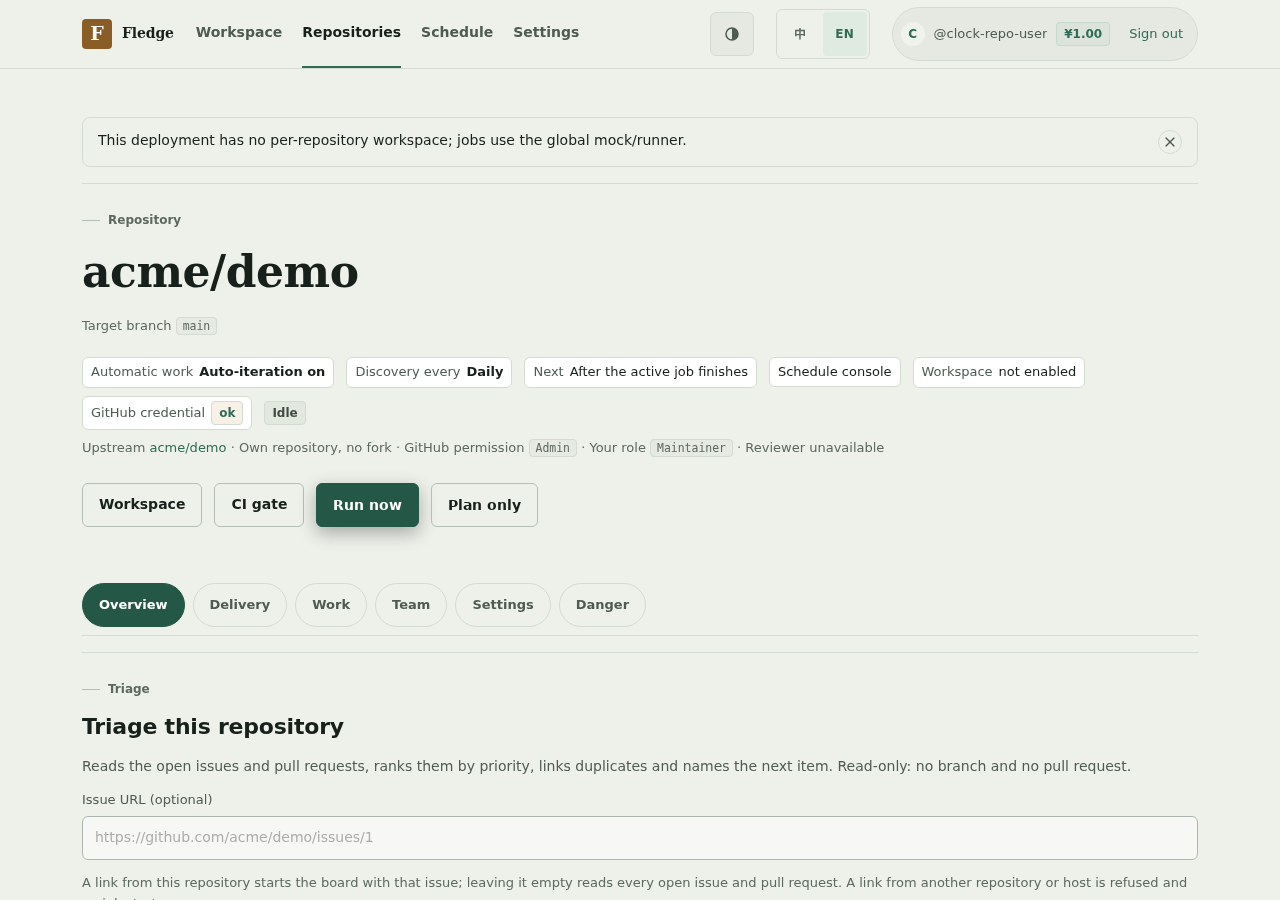 F Fledge Workspace Repositories Schedule Settings 中 EN C @clock-repo-user ¥1.00 Sign out
This deployment has no per-repository workspace; jobs use the global mock/runner.
Repository
acme/demo
Target branch main
Automatic work Auto-iteration on Discovery every Daily Next After the active job finishes Schedule console Workspace not enabled
GitHub credential ok Idle
Upstream acme/demo · Own repository, no fork · GitHub permission Admin · Your role Maintainer · Reviewer unavailable
Workspace CI gate Run now Plan only
Overview Delivery Work Team Settings Danger
Triage
Triage this repository
Reads the open issues and pull requests, ranks them by priority, links duplicates and names the next item. Read-only: no branch and no pull request.
Issue URL (optional)
https://github.com/acme/demo/issues/1
A link from this repository starts the board with that issue; leaving it empty reads every open issue and pull request. A link from another repository or host is refused and